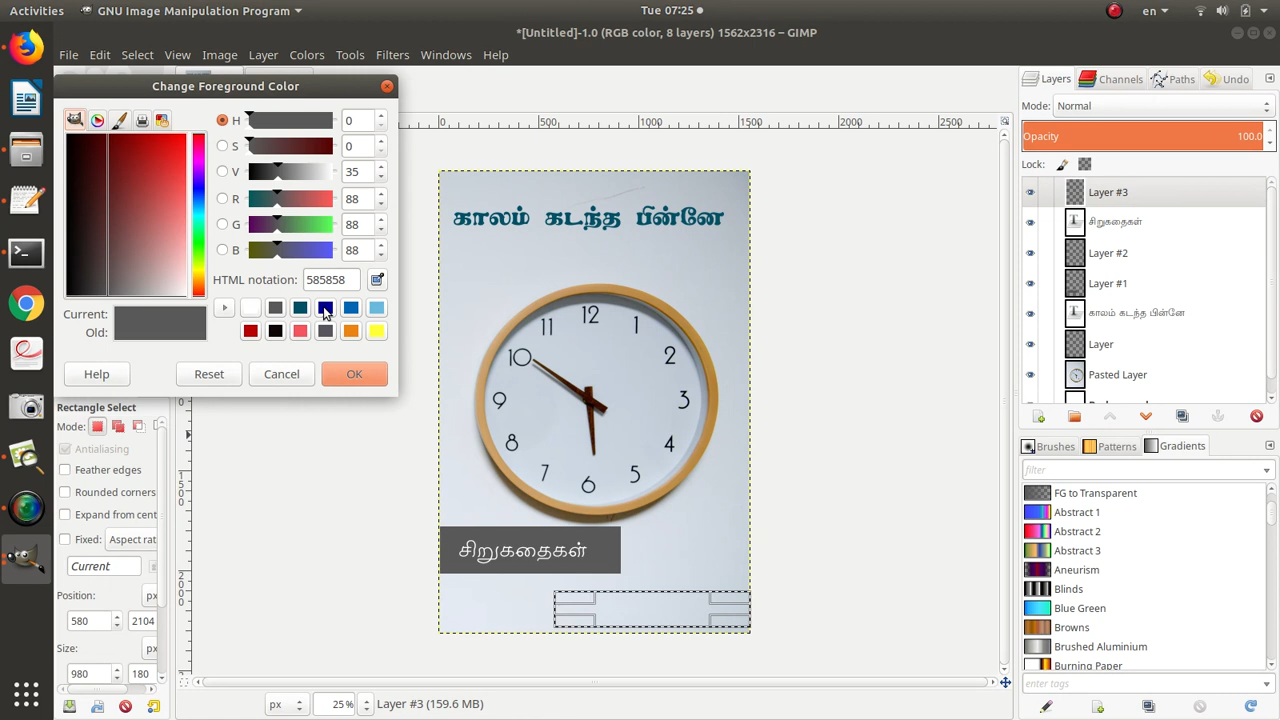 Activities GNU Image Manipulation Program Tue 07:25 en
*[Untitled]-1.0 (RGB color, 8 layers) 1562x2316 – GIMP
File Edit Select View Image Layer Colors Tools Filters Windows Help
Change Foreground Color
H 0
S 0
V 35
R 88
G 88
B 88
HTML notation: 585858
Current:
Old:
Help Reset Cancel OK
Rectangle Select
Mode:
Antialiasing
Feather edges
Rounded corners
Expand from cent
Fixed: Aspect rat
Current
Position: px
580 2104
Size: px
980 180
0 500 1000 1500 2000 2500
0
1500
2000
காலம் கடந்த பின்னே
12
11 1
10 2
9 3
8 4
7 5
6
சிறுகதைகள்
px 25% Layer #3 (159.6 MB)
Layers Channels Paths Undo
Mode: Normal
Opacity 100.0
Lock:
Layer #3
சிறுகதைகள்
Layer #2
Layer #1
காலம் கடந்த பின்னே
Layer
Pasted Layer
Brushes Patterns Gradients
filter
FG to Transparent
Abstract 1
Abstract 2
Abstract 3
Aneurism
Blinds
Blue Green
Browns
Brushed Aluminium
Burning Paper
enter tags